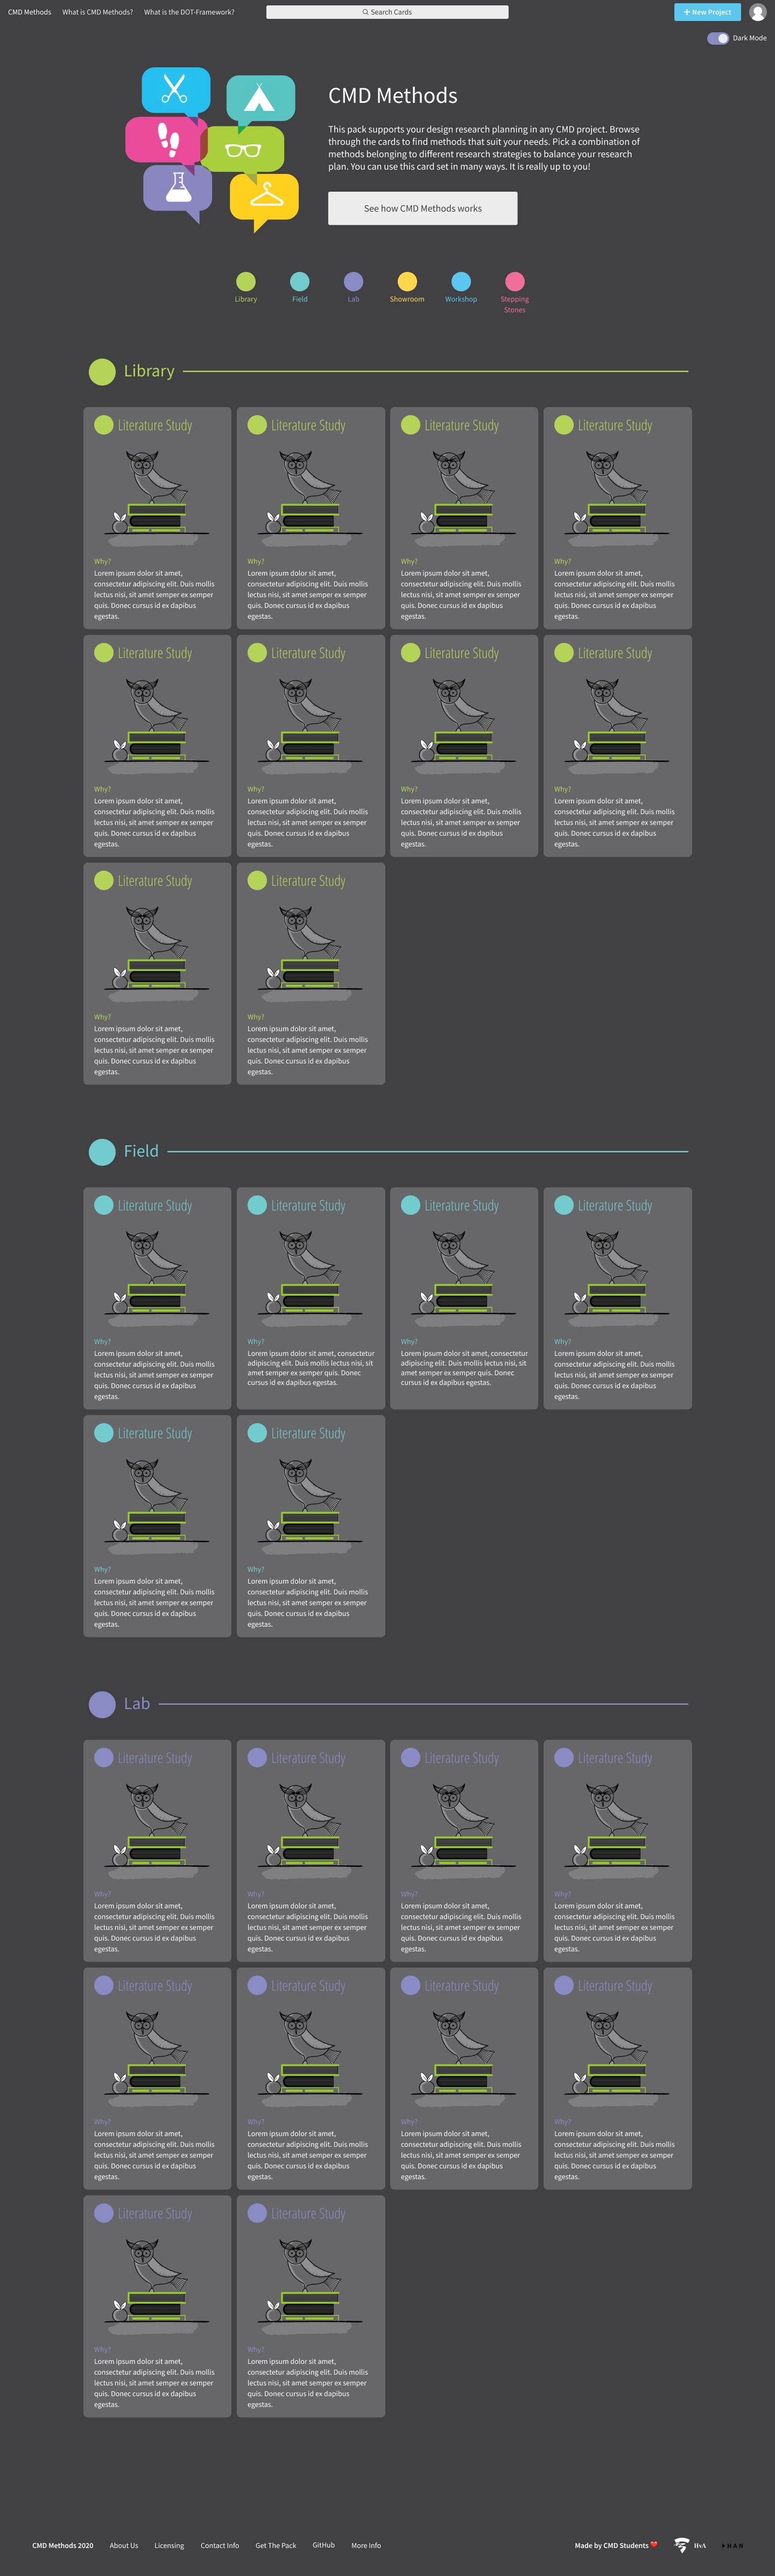 CMD Methods What is CMD Methods? What is the DOT-Framework? Search Cards + New Project
Dark Mode
CMD Methods
This pack supports your design research planning in any CMD project. Browse
through the cards to find methods that suit your needs. Pick a combination of
methods belonging to different research strategies to balance your research
plan. You can use this card set in many ways. It is really up to you!
See how CMD Methods works
Library Field Lab Showroom Workshop Stepping
Stones
Library
Literature Study Literature Study Literature Study Literature Study
Why? Why? Why? Why?
Lorem ipsum dolor sit amet, Lorem ipsum dolor sit amet, Lorem ipsum dolor sit amet, Lorem ipsum dolor sit amet,
consectetur adipiscing elit. Duis mollis consectetur adipiscing elit. Duis mollis consectetur adipiscing elit. Duis mollis consectetur adipiscing elit. Duis mollis
lectus nisi, sit amet semper ex semper lectus nisi, sit amet semper ex semper lectus nisi, sit amet semper ex semper lectus nisi, sit amet semper ex semper
quis. Donec cursus id ex dapibus quis. Donec cursus id ex dapibus quis. Donec cursus id ex dapibus quis. Donec cursus id ex dapibus
egestas. egestas. egestas. egestas.
Literature Study Literature Study Literature Study Literature Study
Why? Why? Why? Why?
Lorem ipsum dolor sit amet, Lorem ipsum dolor sit amet, Lorem ipsum dolor sit amet, Lorem ipsum dolor sit amet,
consectetur adipiscing elit. Duis mollis consectetur adipiscing elit. Duis mollis consectetur adipiscing elit. Duis mollis consectetur adipiscing elit. Duis mollis
lectus nisi, sit amet semper ex semper lectus nisi, sit amet semper ex semper lectus nisi, sit amet semper ex semper lectus nisi, sit amet semper ex semper
quis. Donec cursus id ex dapibus quis. Donec cursus id ex dapibus quis. Donec cursus id ex dapibus quis. Donec cursus id ex dapibus
egestas. egestas. egestas. egestas.
Literature Study Literature Study
Why? Why?
Lorem ipsum dolor sit amet, Lorem ipsum dolor sit amet,
consectetur adipiscing elit. Duis mollis consectetur adipiscing elit. Duis mollis
lectus nisi, sit amet semper ex semper lectus nisi, sit amet semper ex semper
quis. Donec cursus id ex dapibus quis. Donec cursus id ex dapibus
egestas. egestas.
Field
Literature Study Literature Study Literature Study Literature Study
Why? Why? Why? Why?
Lorem ipsum dolor sit amet, Lorem ipsum dolor sit amet, consectetur Lorem ipsum dolor sit amet, consectetur Lorem ipsum dolor sit amet,
consectetur adipiscing elit. Duis mollis adipiscing elit. Duis mollis lectus nisi, sit adipiscing elit. Duis mollis lectus nisi, sit consectetur adipiscing elit. Duis mollis
lectus nisi, sit amet semper ex semper amet semper ex semper quis. Donec amet semper ex semper quis. Donec lectus nisi, sit amet semper ex semper
quis. Donec cursus id ex dapibus cursus id ex dapibus egestas. cursus id ex dapibus egestas. quis. Donec cursus id ex dapibus
egestas. egestas.
Literature Study Literature Study
Why? Why?
Lorem ipsum dolor sit amet, Lorem ipsum dolor sit amet,
consectetur adipiscing elit. Duis mollis consectetur adipiscing elit. Duis mollis
lectus nisi, sit amet semper ex semper lectus nisi, sit amet semper ex semper
quis. Donec cursus id ex dapibus quis. Donec cursus id ex dapibus
egestas. egestas.
Lab
Literature Study Literature Study Literature Study Literature Study
Why? Why? Why? Why?
Lorem ipsum dolor sit amet, Lorem ipsum dolor sit amet, Lorem ipsum dolor sit amet, Lorem ipsum dolor sit amet,
consectetur adipiscing elit. Duis mollis consectetur adipiscing elit. Duis mollis consectetur adipiscing elit. Duis mollis consectetur adipiscing elit. Duis mollis
lectus nisi, sit amet semper ex semper lectus nisi, sit amet semper ex semper lectus nisi, sit amet semper ex semper lectus nisi, sit amet semper ex semper
quis. Donec cursus id ex dapibus quis. Donec cursus id ex dapibus quis. Donec cursus id ex dapibus quis. Donec cursus id ex dapibus
egestas. egestas. egestas. egestas.
Literature Study Literature Study Literature Study Literature Study
Why? Why? Why? Why?
Lorem ipsum dolor sit amet, Lorem ipsum dolor sit amet, Lorem ipsum dolor sit amet, Lorem ipsum dolor sit amet,
consectetur adipiscing elit. Duis mollis consectetur adipiscing elit. Duis mollis consectetur adipiscing elit. Duis mollis consectetur adipiscing elit. Duis mollis
lectus nisi, sit amet semper ex semper lectus nisi, sit amet semper ex semper lectus nisi, sit amet semper ex semper lectus nisi, sit amet semper ex semper
quis. Donec cursus id ex dapibus quis. Donec cursus id ex dapibus quis. Donec cursus id ex dapibus quis. Donec cursus id ex dapibus
egestas. egestas. egestas. egestas.
Literature Study Literature Study
Why? Why?
Lorem ipsum dolor sit amet, Lorem ipsum dolor sit amet,
consectetur adipiscing elit. Duis mollis consectetur adipiscing elit. Duis mollis
lectus nisi, sit amet semper ex semper lectus nisi, sit amet semper ex semper
quis. Donec cursus id ex dapibus quis. Donec cursus id ex dapibus
egestas. egestas.
CMD Methods 2020 About Us Licensing Contact Info Get The Pack GitHub More Info Made by CMD Students HvA HAN